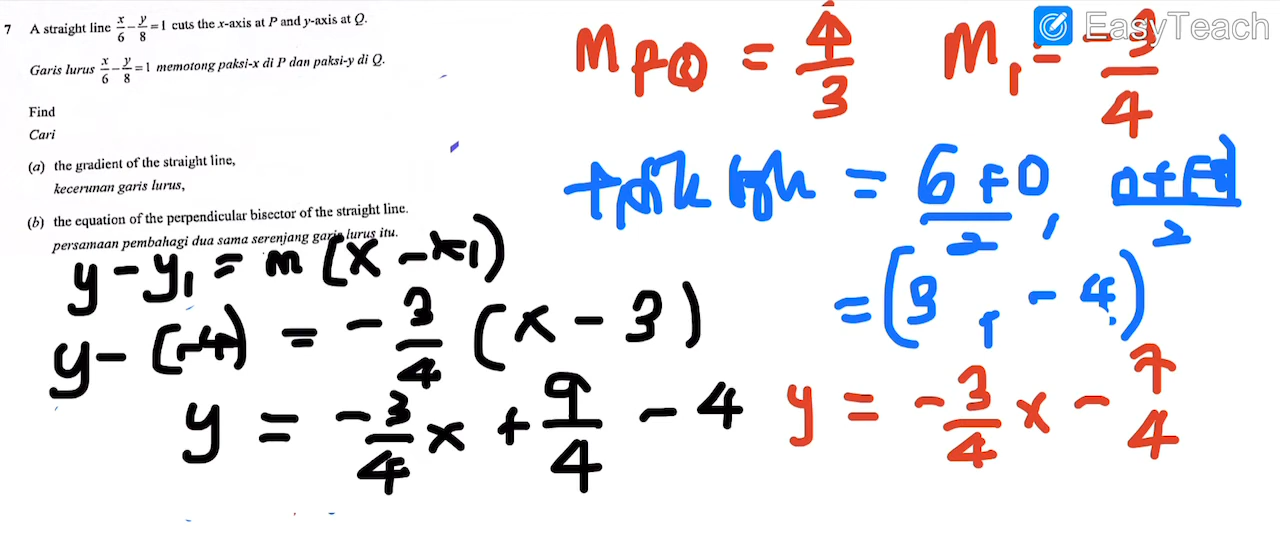 7 A straight line x/6 − y/8 = 1 cuts the x-axis at P and y-axis at Q.
Garis lurus x/6 − y/8 = 1 memotong paksi-x di P dan paksi-y di Q.
Find
Cari
(a) the gradient of the straight line,
kecerunan garis lurus,
(b) the equation of the perpendicular bisector of the straight line.
persamaan pembahagi dua sama serenjang garis lurus itu.
EasyTeach
m PQ = 4/3
m₁ = −3/4
= (6+0)/2, (0+(-8))/2
= (3, -4)
y − y₁ = m(x − x₁)
y − (−4) = −3/4 (x − 3)
y = −3/4 x + 9/4 − 4
y = −3/4 x − 7/4